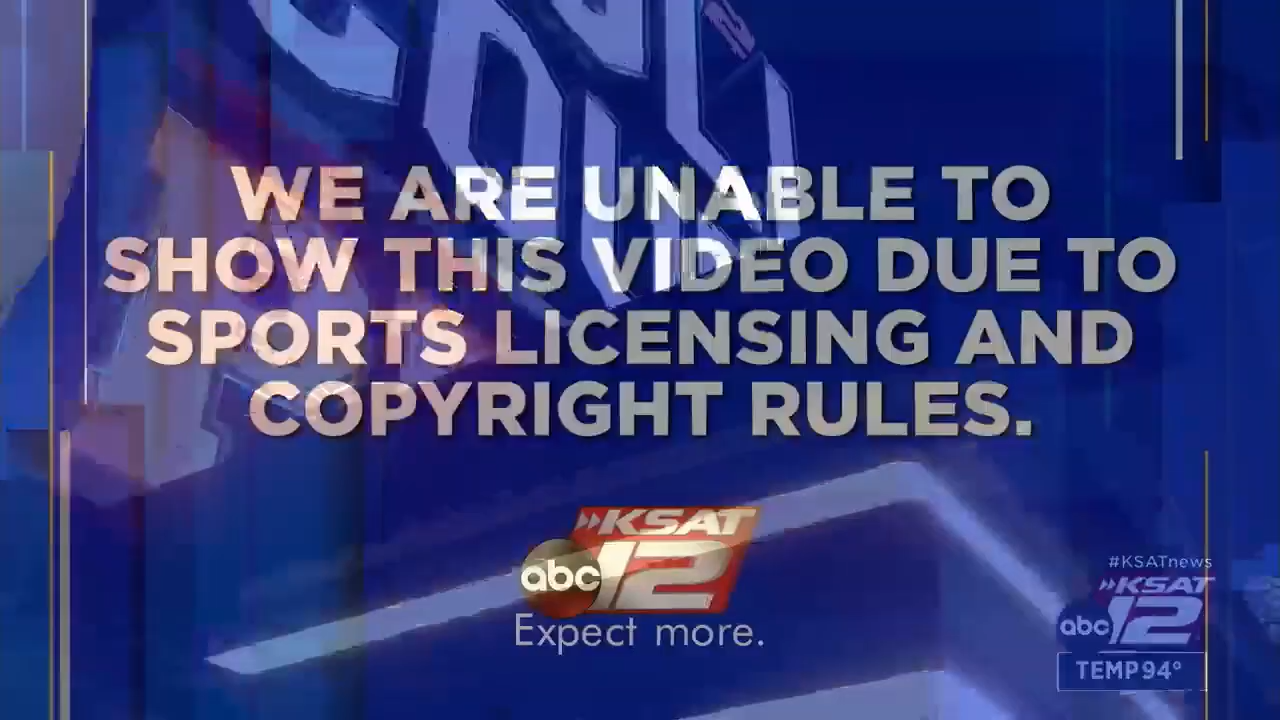 WE ARE UNABLE TO
SHOW THIS VIDEO DUE TO
SPORTS LICENSING AND
COPYRIGHT RULES.
»KSAT
abc 12
Expect more.
#KSATnews
»KSAT
abc 12
TEMP 94°